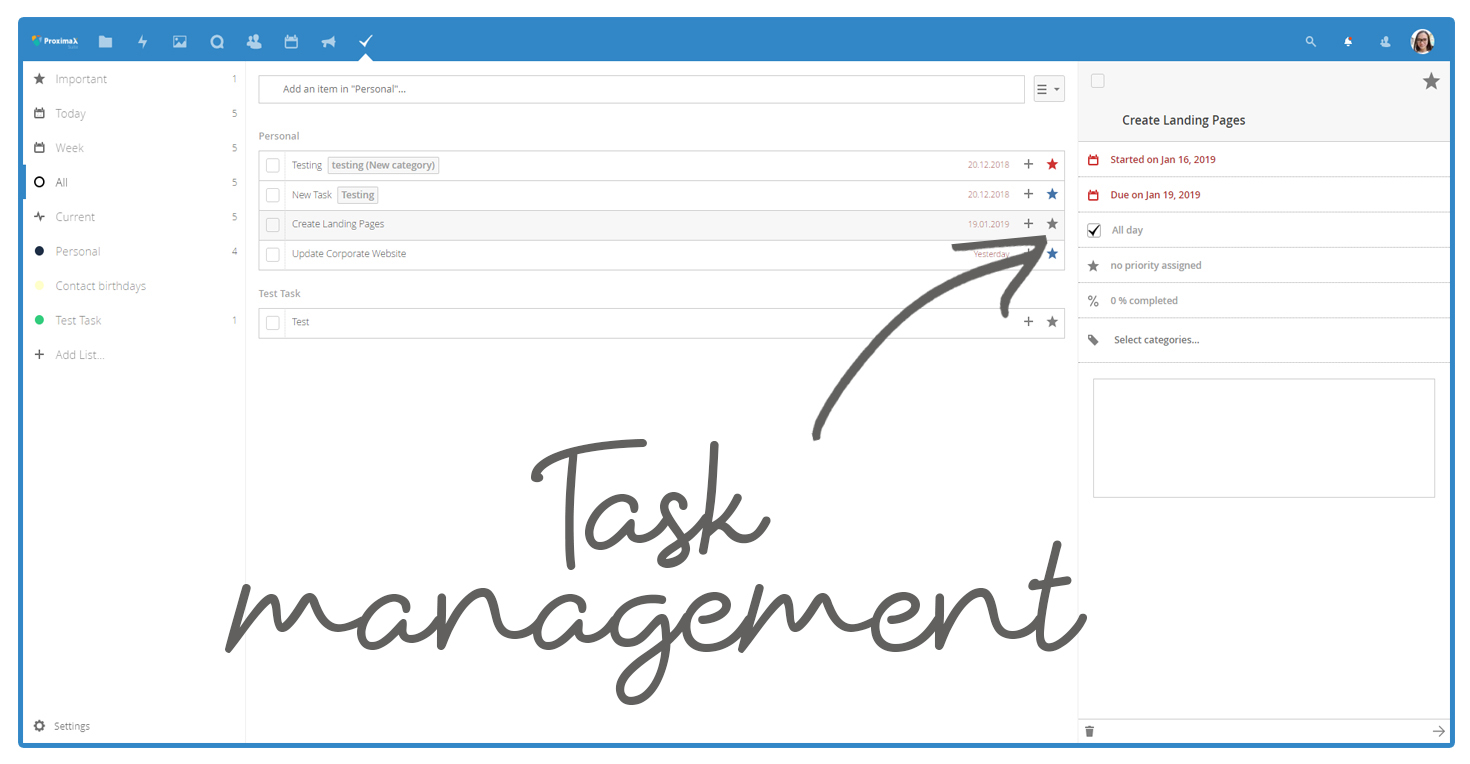 ProximaX
Important 1
Today 5
Week 5
All 5
Current 5
Personal 4
Contact birthdays
Test Task 1
Add List...
Settings
Add an item in "Personal"...
Personal
Testing testing (New category) 20.12.2018
New Task Testing 20.12.2018
Create Landing Pages 19.01.2019
Update Corporate Website Yesterday
Test Task
Test
Create Landing Pages
Started on Jan 16, 2019
Due on Jan 19, 2019
All day
no priority assigned
% 0 % completed
Select categories...
Task
management